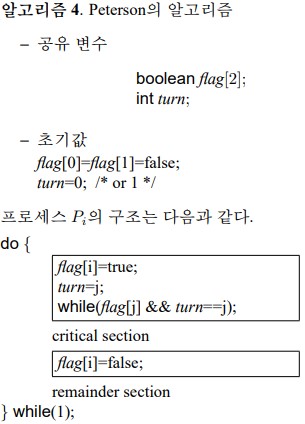 알고리즘 4. Peterson의 알고리즘
– 공유 변수
boolean flag[2];
int turn;
– 초기값
flag[0]=flag[1]=false;
turn=0; /* or 1 */
프로세스 Pi의 구조는 다음과 같다.
do {
flag[i]=true;
turn=j;
while(flag[j] && turn==j);
critical section
flag[i]=false;
remainder section
} while(1);